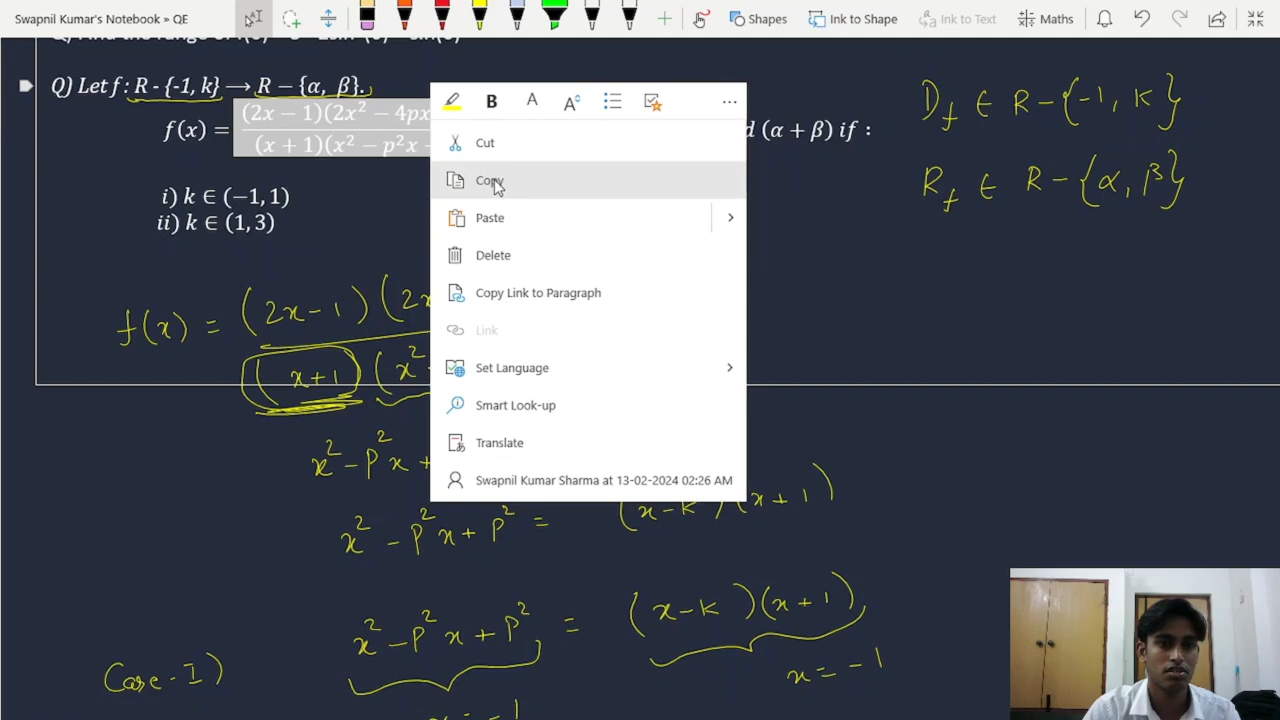 Swapnil Kumar's Notebook » QE
Shapes
Ink to Shape
Ink to Text
Maths
Q) Let f : R - {-1, k} ⟶ R − {α, β}.
f(x) = (2x − 1)(2x² − 4px
(x + 1)(x² − p²x
d (α + β) if :
i) k ∈ (−1, 1)
ii) k ∈ (1, 3)
Cut
Copy
Paste
Delete
Copy Link to Paragraph
Link
Set Language
Smart Look-up
Translate
Swapnil Kumar Sharma at 13-02-2024 02:26 AM
D_f ∈ R - {-1, k}
R_f ∈ R - {α, β}
f(x) = (2x - 1) (2x
(x + 1) (x²
x² - p²x +
x² - p²x + p² = (x - k) (x + 1)
x² - p²x + p² = (x - k) (x + 1)
Case - I)
x = -1
x = -1